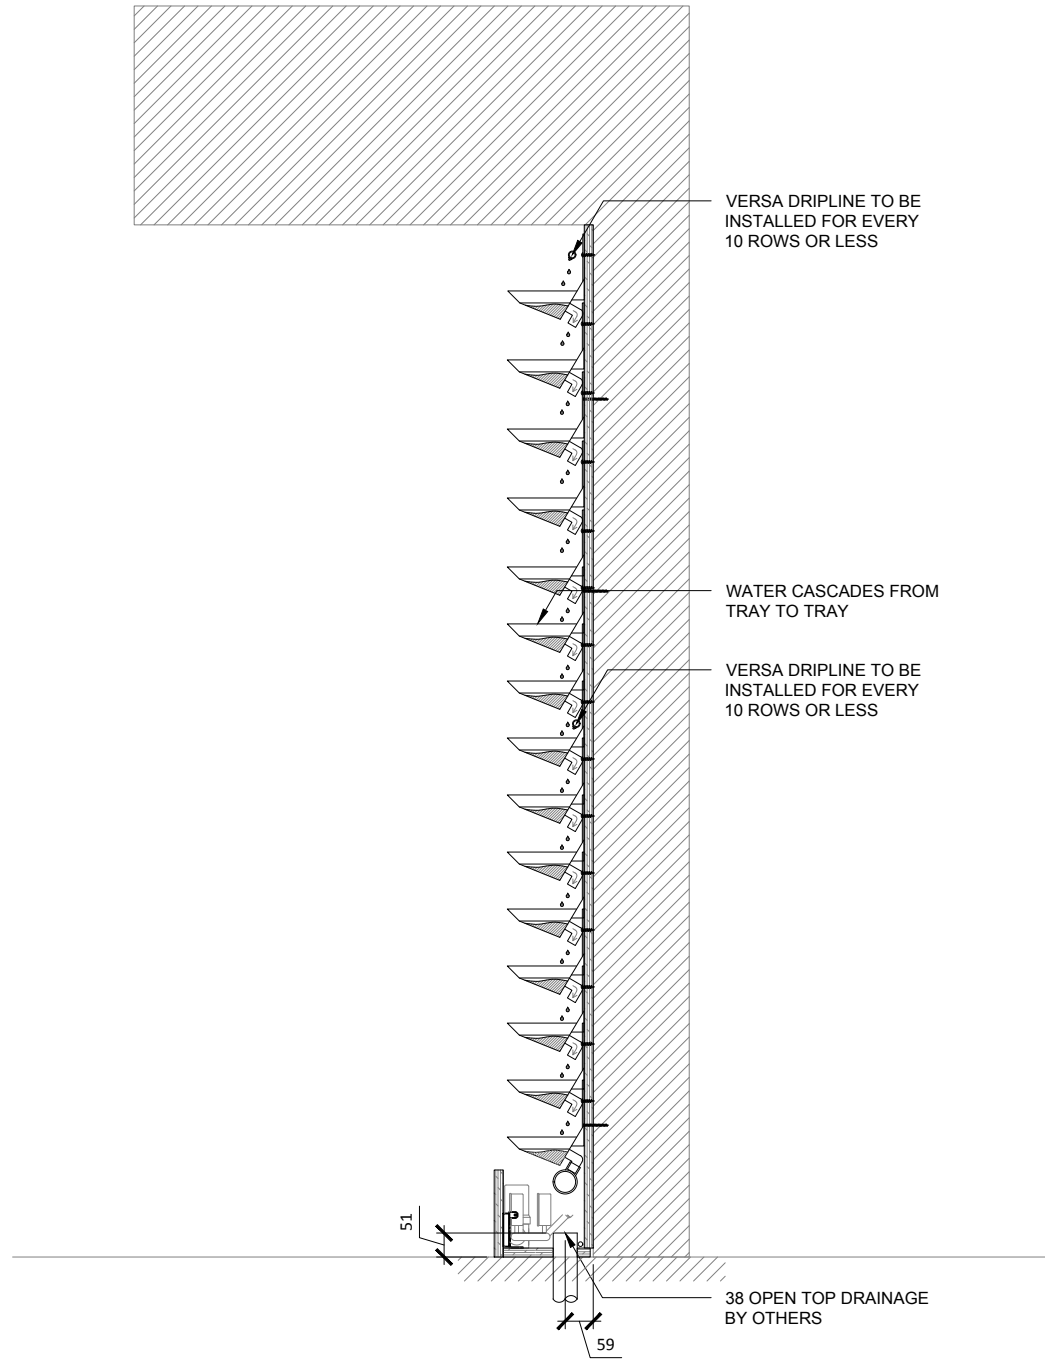 VERSA DRIPLINE TO BE
INSTALLED FOR EVERY
10 ROWS OR LESS
WATER CASCADES FROM
TRAY TO TRAY
VERSA DRIPLINE TO BE
INSTALLED FOR EVERY
10 ROWS OR LESS
51
38 OPEN TOP DRAINAGE
BY OTHERS
59